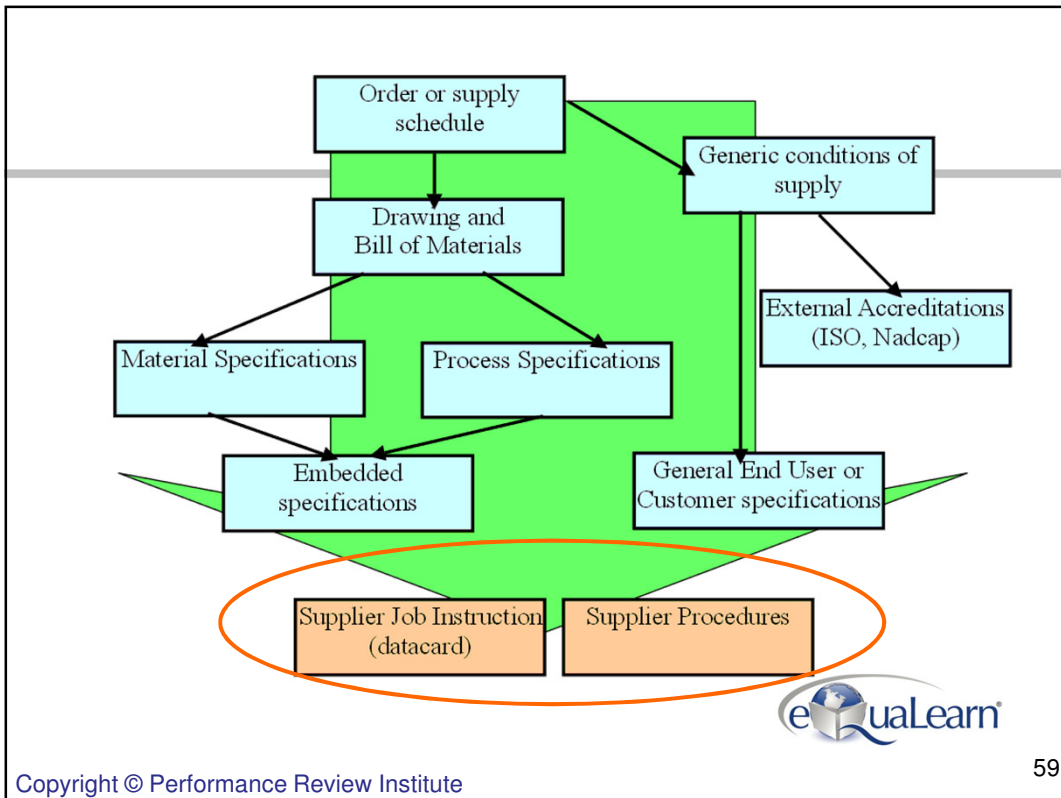 Order or supply
schedule
Generic conditions of
supply
Drawing and
Bill of Materials
External Accreditations
(ISO, Nadcap)
Material Specifications
Process Specifications
Embedded
specifications
General End User or
Customer specifications
Supplier Job Instruction
(datacard)
Supplier Procedures
eQuaLearn®
Copyright © Performance Review Institute
59